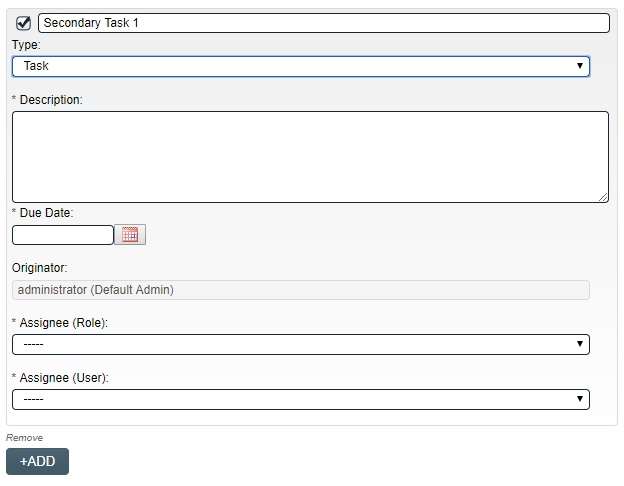 Secondary Task 1
Type:
Task
* Description:
* Due Date:
Originator:
administrator (Default Admin)
* Assignee (Role):
-----
* Assignee (User):
-----
Remove
+ADD